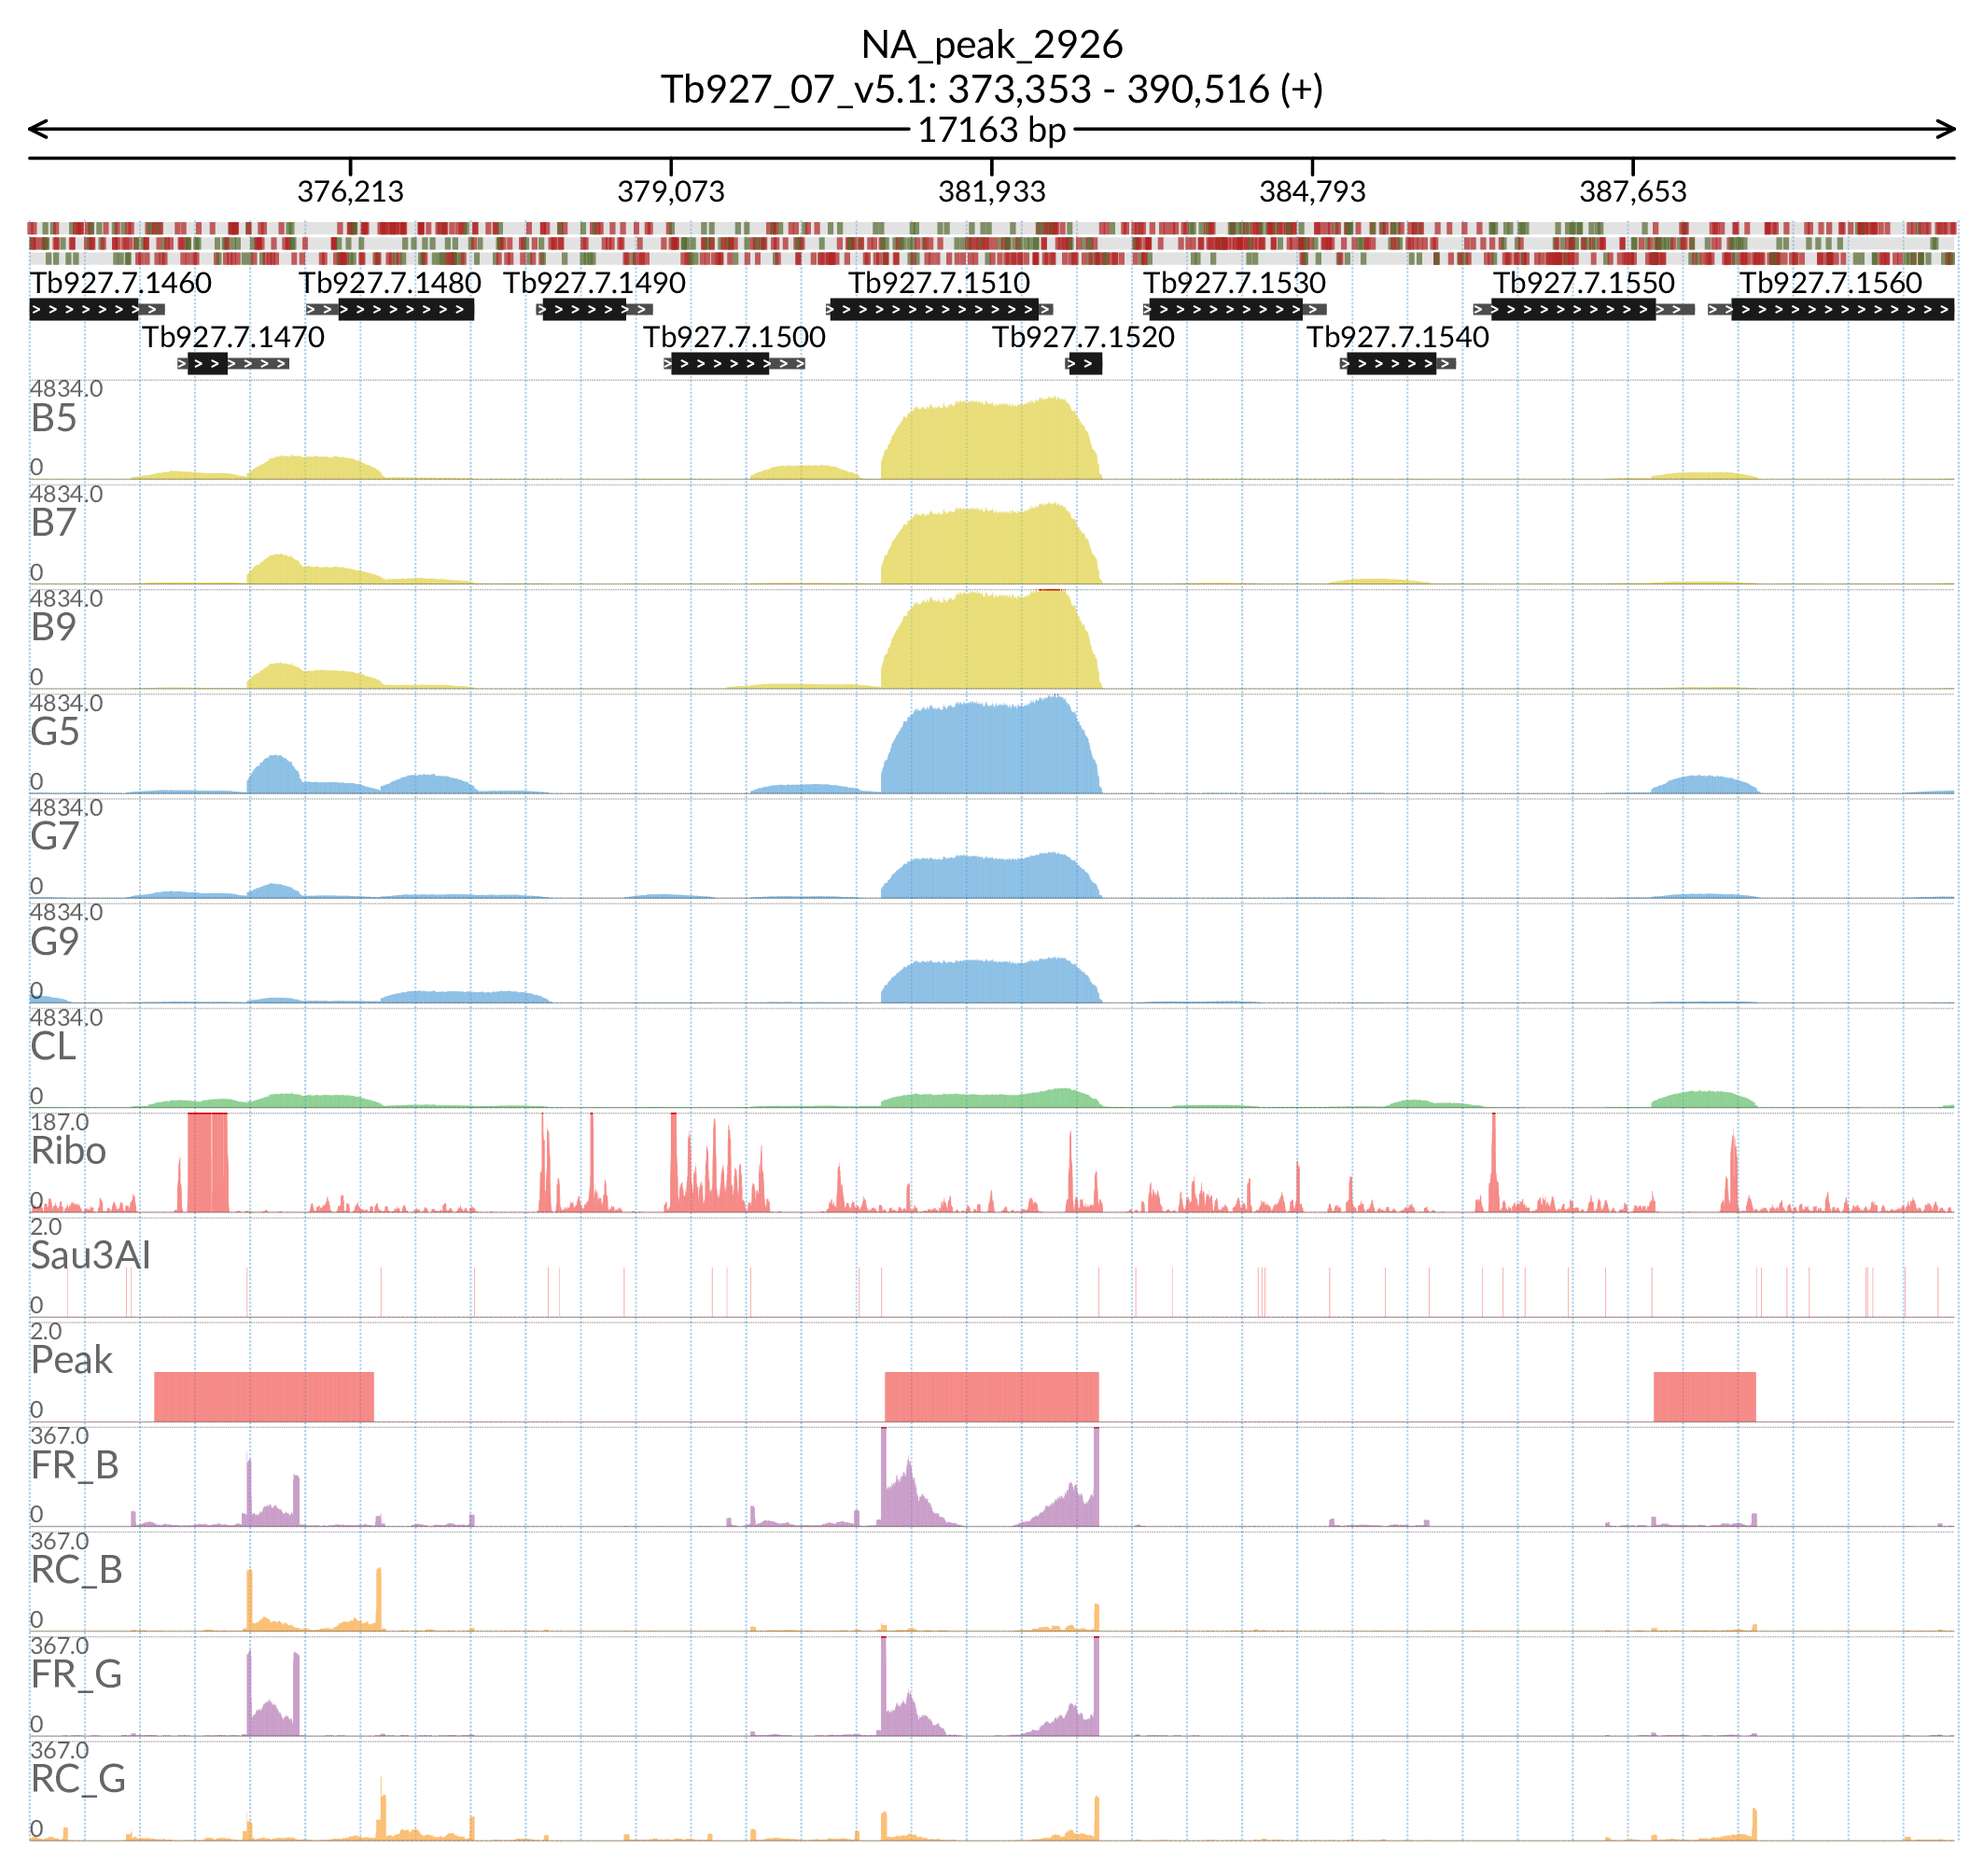 NA_peak_2926
Tb927_07_v5.1: 373,353 - 390,516 (+)
17163 bp
376,213 379,073 381,933 384,793 387,653
Tb927.7.1460 Tb927.7.1480 Tb927.7.1490 Tb927.7.1510 Tb927.7.1530 Tb927.7.1550 Tb927.7.1560
Tb927.7.1470 Tb927.7.1500 Tb927.7.1520 Tb927.7.1540
4834.0
B5
0
4834.0
B7
0
4834.0
B9
0
4834.0
G5
0
4834.0
G7
0
4834.0
G9
0
4834.0
CL
0
187.0
Ribo
0
2.0
Sau3AI
0
2.0
Peak
0
367.0
FR_B
0
367.0
RC_B
0
367.0
FR_G
0
367.0
RC_G
0